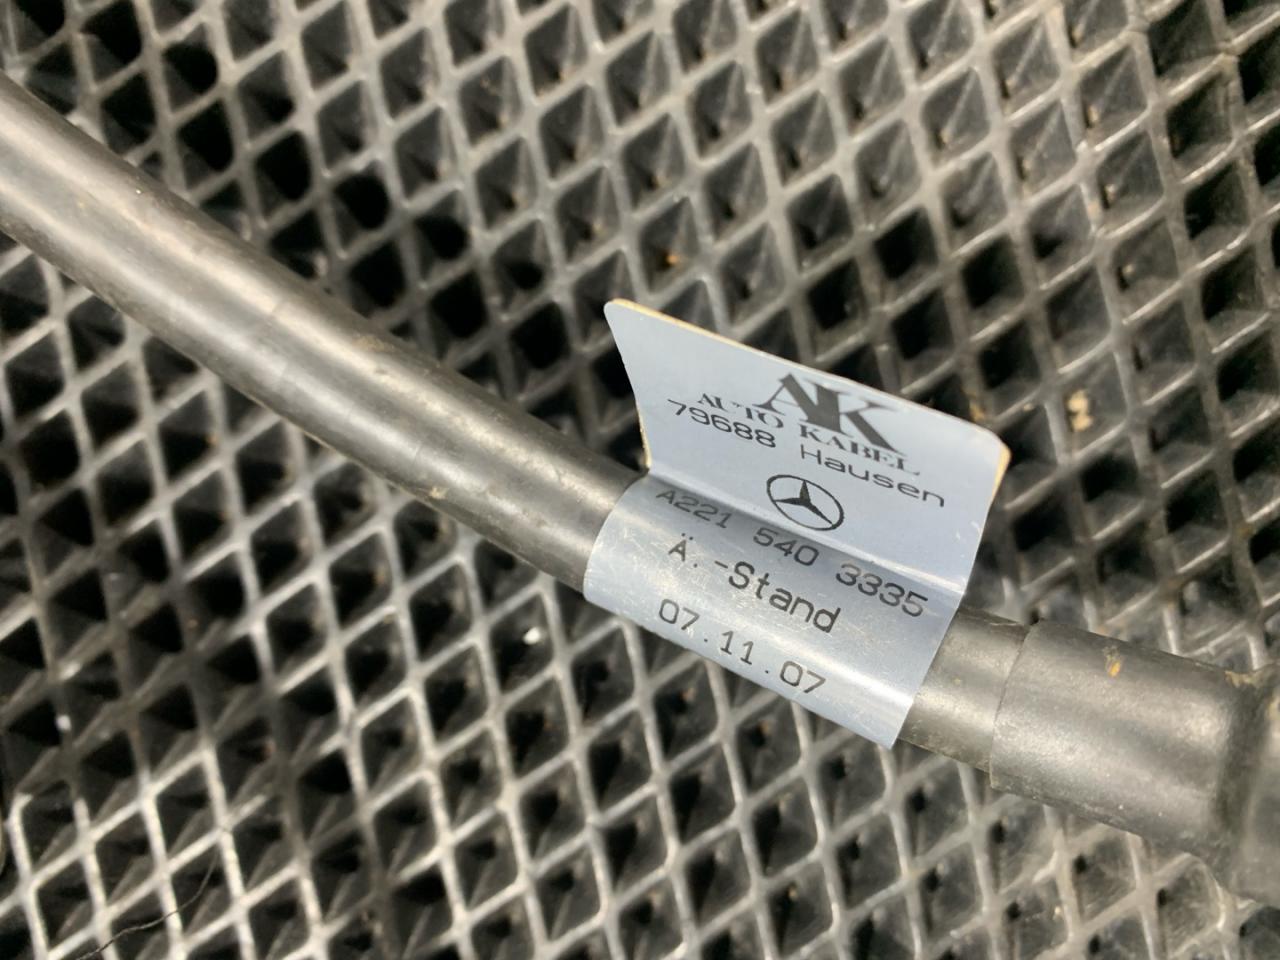 AK
AUTO KABEL
79688 Hausen
A221 540 3335
Ä.-Stand
07.11.07